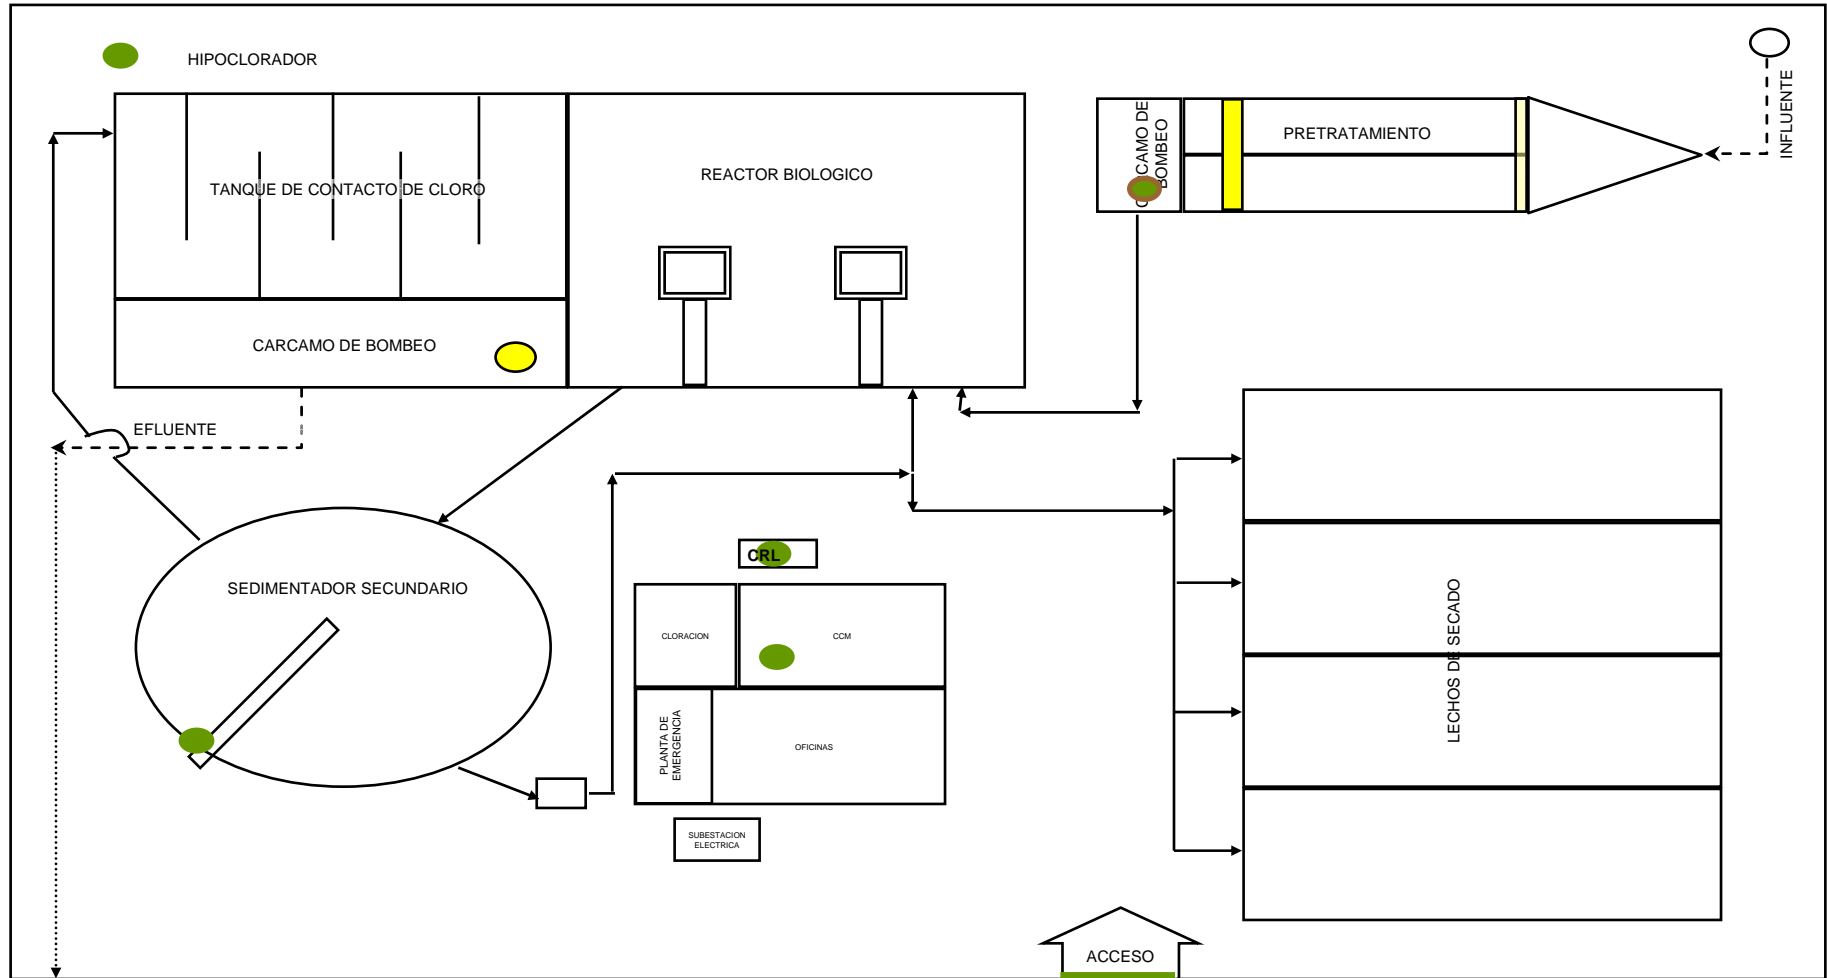 HIPOCLORADOR
INFLUENTE
TANQUE DE CONTACTO DE CLORO
REACTOR BIOLOGICO
CARCAMO DE
BOMBEO
PRETRATAMIENTO
CARCAMO DE BOMBEO
EFLUENTE
SEDIMENTADOR SECUNDARIO
CRL
CLORACION
CCM
PLANTA DE
EMERGENCIA
OFICINAS
SUBESTACION
ELECTRICA
LECHOS DE SECADO
ACCESO